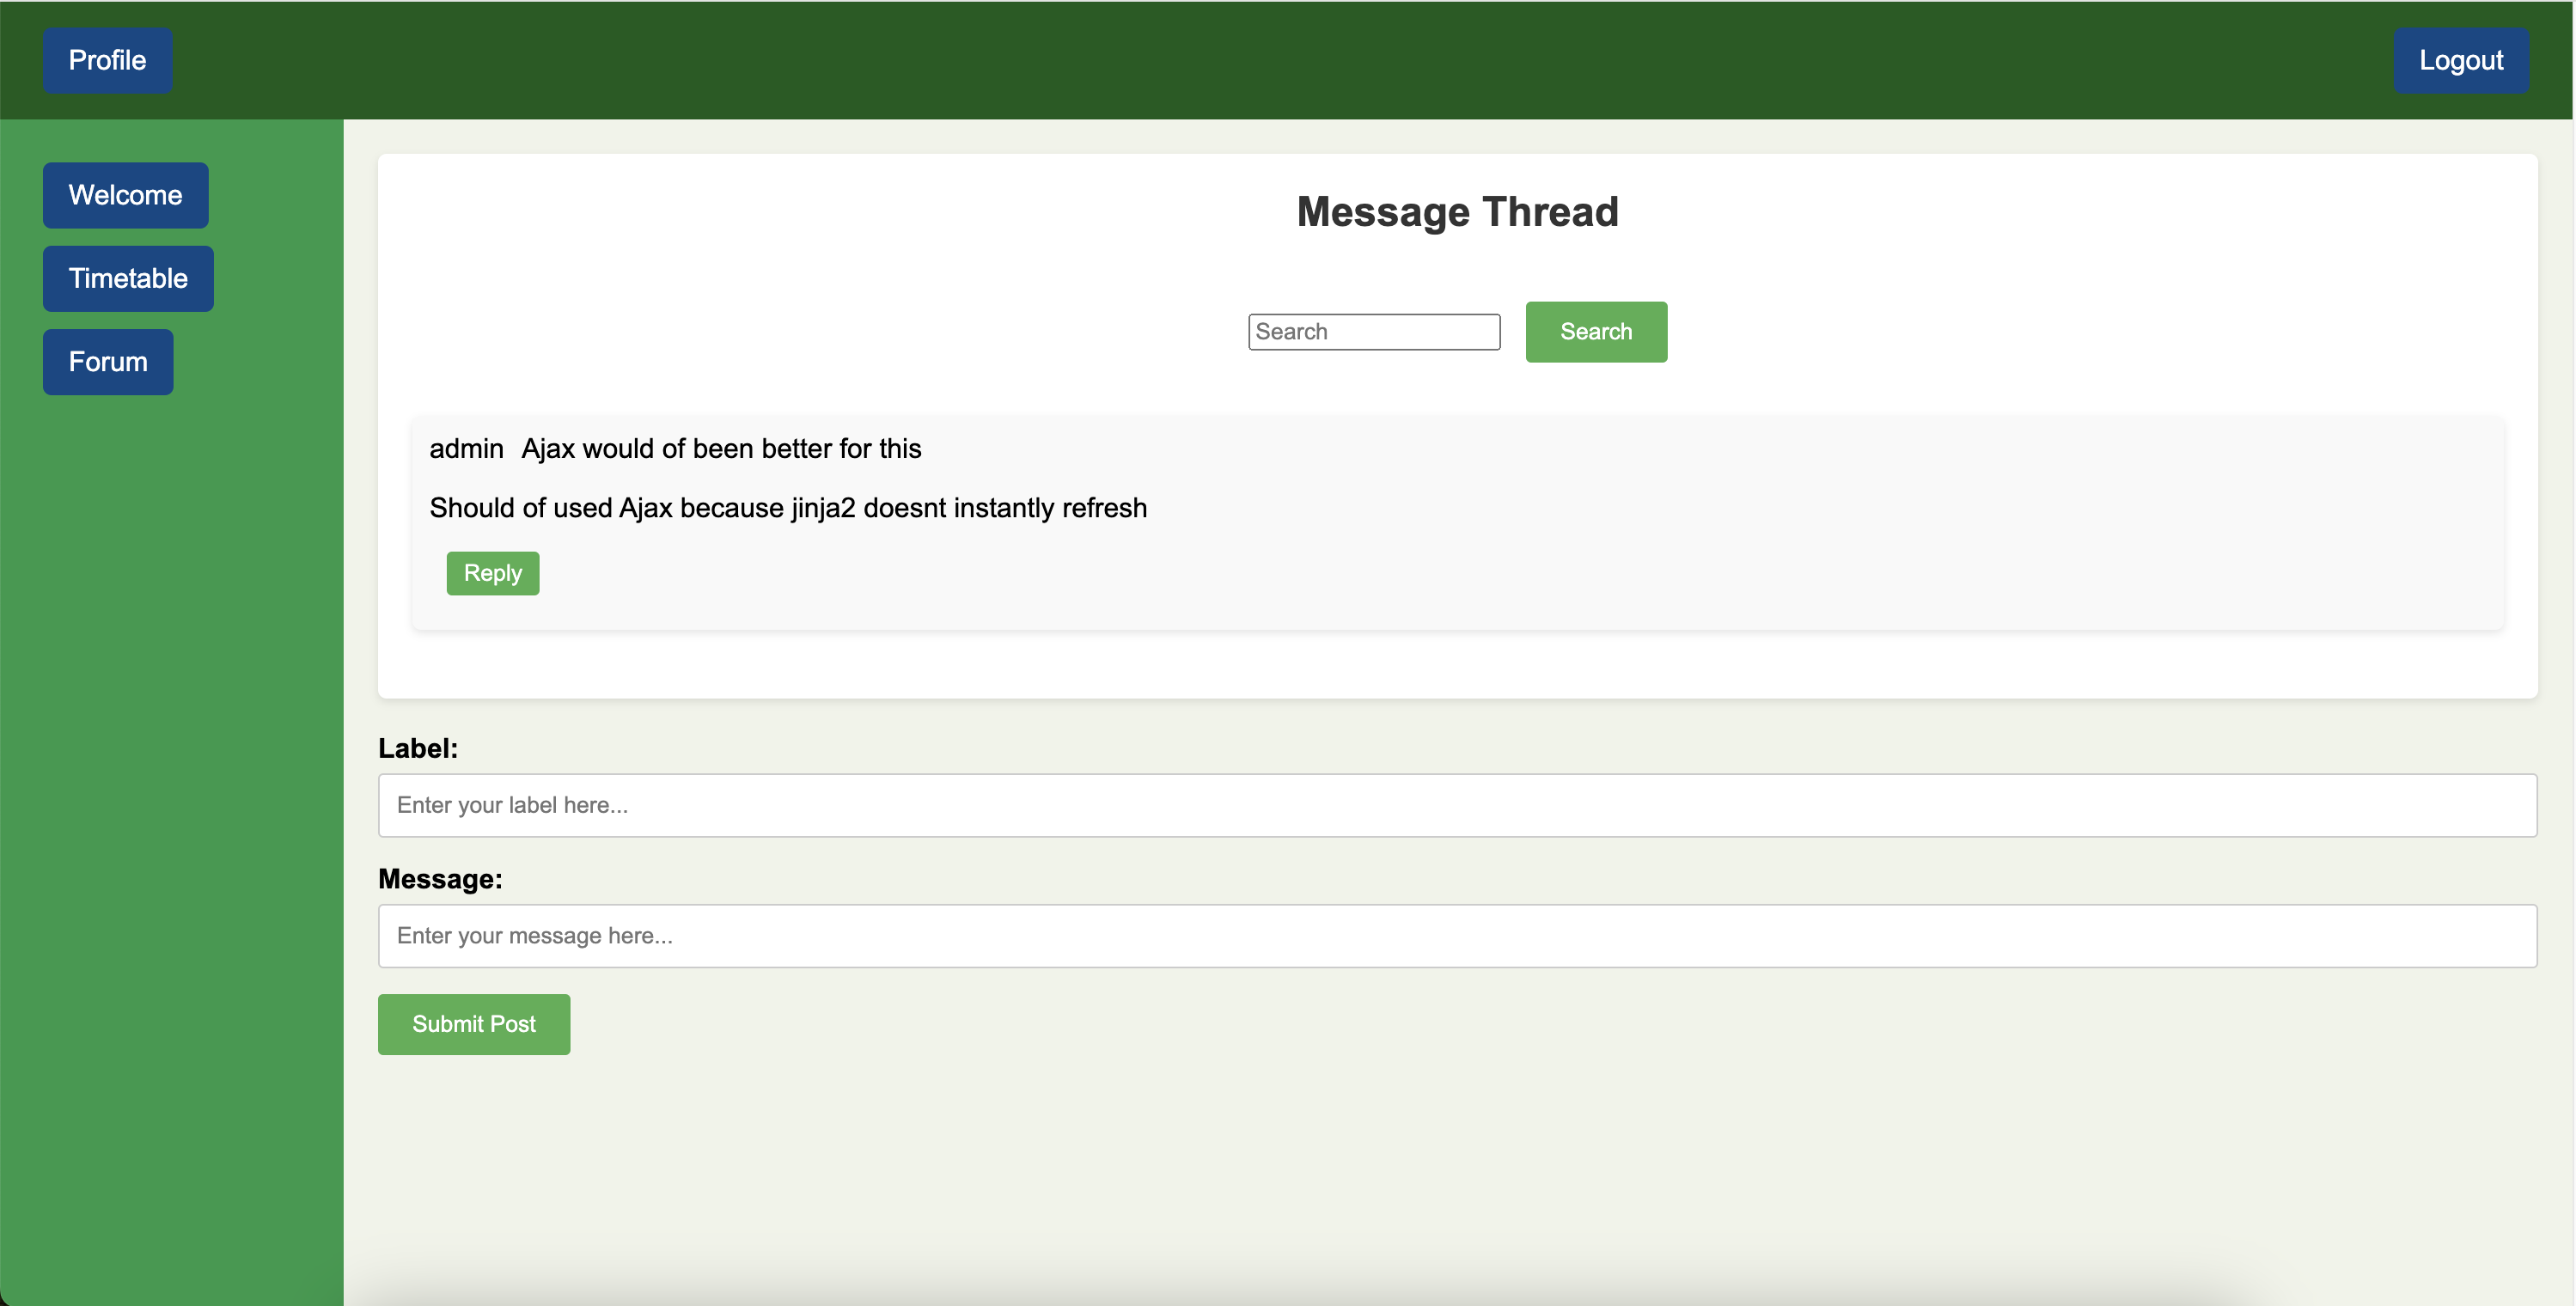 Profile
Logout
Welcome
Timetable
Forum
Message Thread
Search
Search
admin Ajax would of been better for this
Should of used Ajax because jinja2 doesnt instantly refresh
Reply
Label:
Enter your label here...
Message:
Enter your message here...
Submit Post